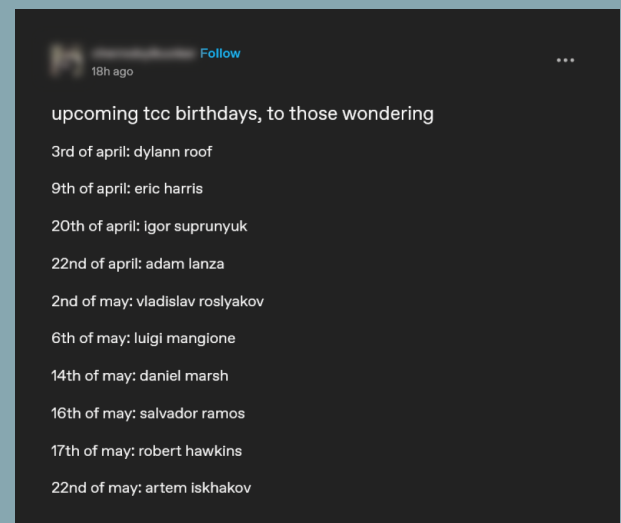 Follow
18h ago
upcoming tcc birthdays, to those wondering
3rd of april: dylann roof
9th of april: eric harris
20th of april: igor suprunyuk
22nd of april: adam lanza
2nd of may: vladislav roslyakov
6th of may: luigi mangione
14th of may: daniel marsh
16th of may: salvador ramos
17th of may: robert hawkins
22nd of may: artem iskhakov